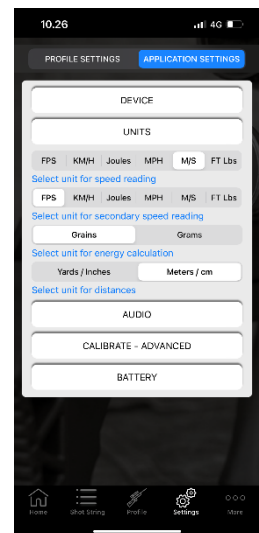 10.26 4G
PROFILE SETTINGS APPLICATION SETTINGS
DEVICE
UNITS
FPS KM/H Joules MPH M/S FT Lbs
Select unit for speed reading
FPS KM/H Joules MPH M/S FT Lbs
Select unit for secondary speed reading
Grains Grams
Select unit for energy calculation
Yards / Inches Meters / cm
Select unit for distances
AUDIO
CALIBRATE - ADVANCED
BATTERY
Home Shot String Profile Settings More